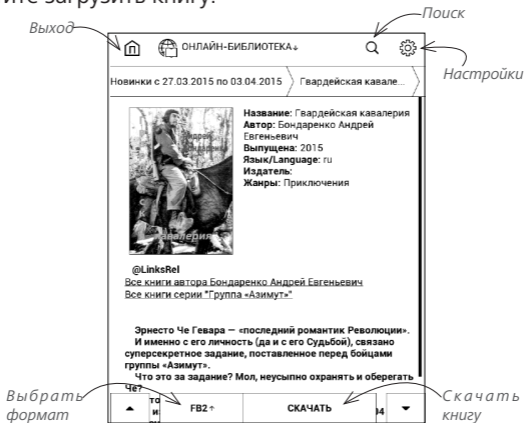 ите загрузить книгу.
Поиск
Выход
ОНЛАЙН-БИБЛИОТЕКА↓
Настройки
Новинки с 27.03.2015 по 03.04.2015
Гвардейская кавале...
Название: Гвардейская кавалерия
Автор: Бондаренко Андрей
Евгеньевич
Выпущена: 2015
Язык/Language: ru
Издатель:
Жанры: Приключения
Андрей
Бондаренко
кавалерия
@LinksRel
Все книги автора Бондаренко Андрей Евгеньевич
Все книги серии "Группа «Азимут»"
Эрнесто Че Гевара — «последний романтик Революции».
И именно с его личность (да и с его Судьбой), связано
суперсекретное задание, поставленное перед бойцами
группы «Азимут».
Что это за задание? Мол, неусыпно охранять и оберегать
Че?
Выбрать
формат
FB2↑
СКАЧАТЬ
04
Скачать
книгу